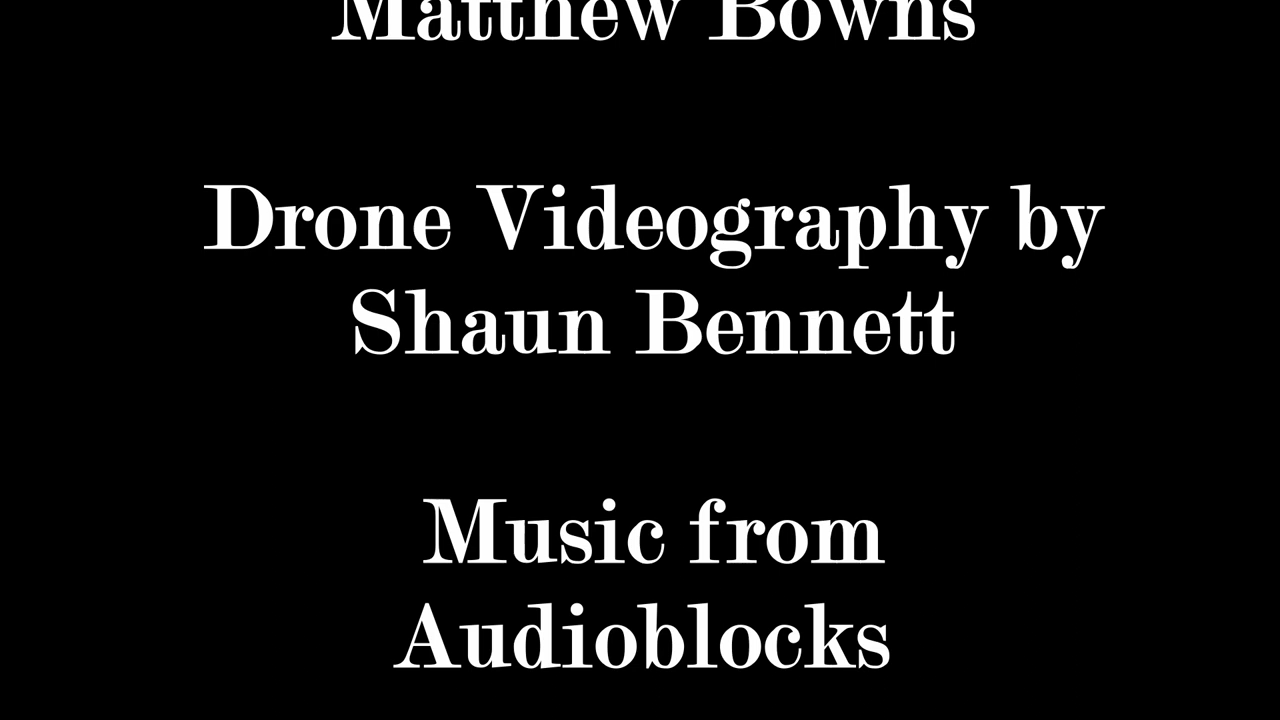 Matthew Bowns
Drone Videography by
Shaun Bennett
Music from
Audioblocks